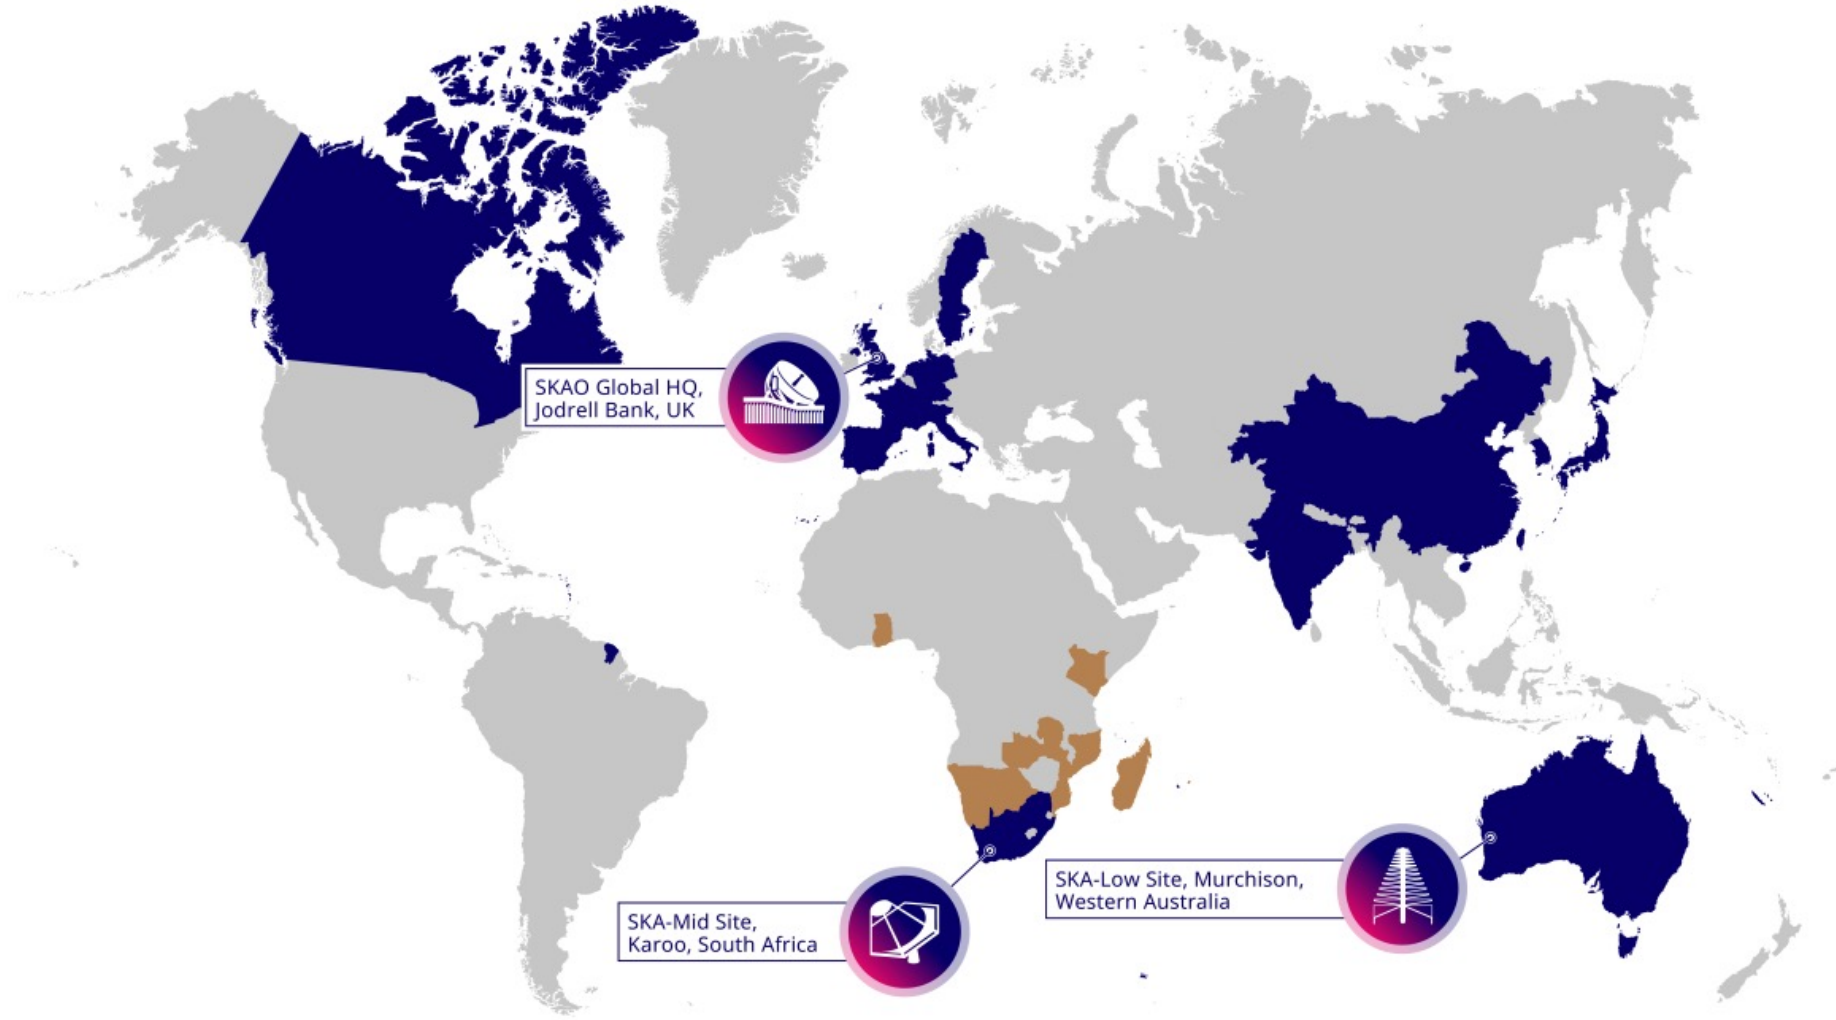 SKAO Global HQ,
Jodrell Bank, UK
SKA-Low Site, Murchison,
Western Australia
SKA-Mid Site,
Karoo, South Africa